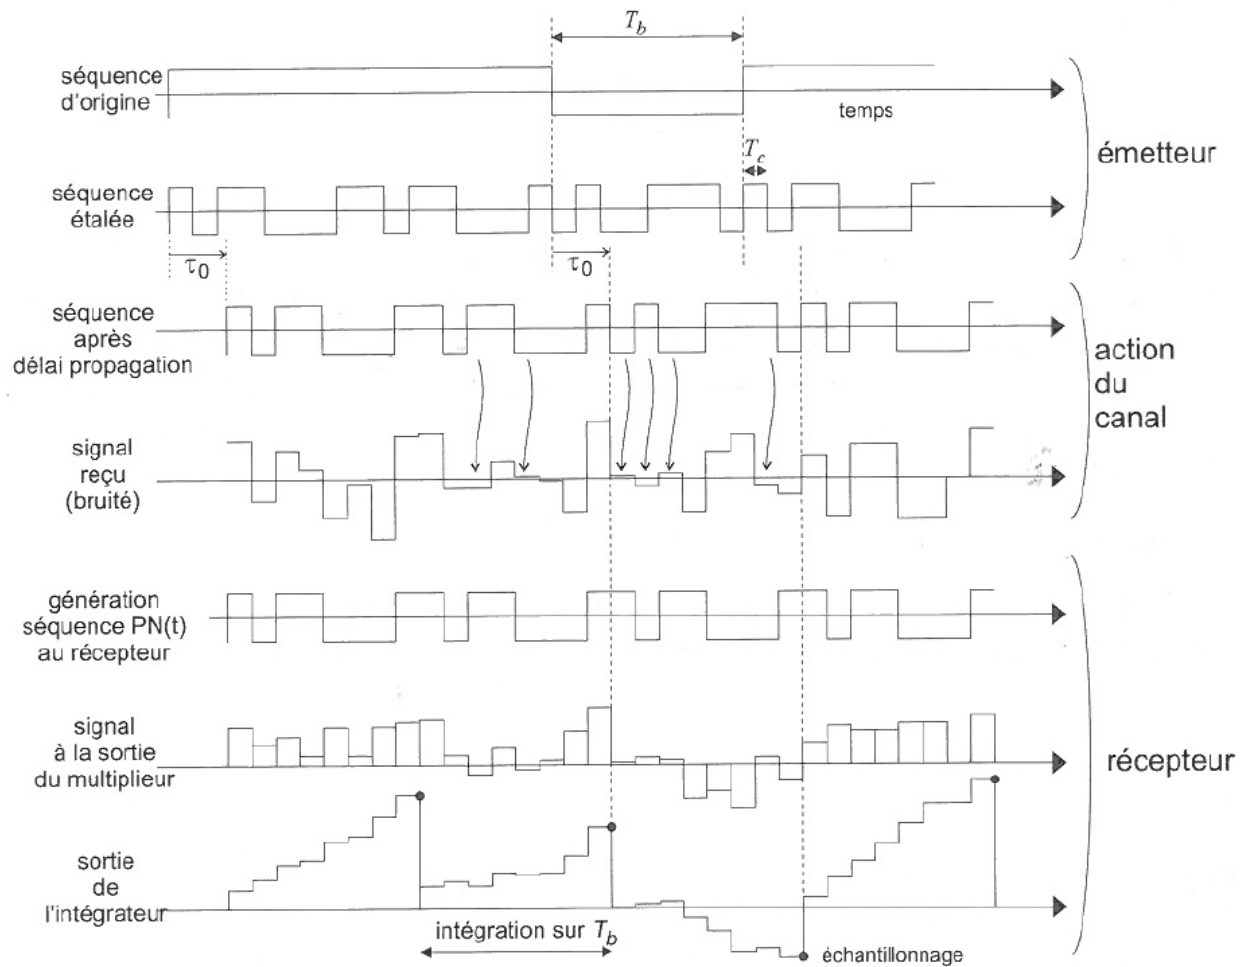 T_b
séquence
d'origine
temps
émetteur
T_c
séquence
étalée
τ₀
τ₀
séquence
après
délai propagation
action
du
canal
signal
reçu
(bruité)
génération
séquence PN(t)
au récepteur
signal
à la sortie
du multiplieur
récepteur
sortie
de
l'intégrateur
intégration sur T_b
échantillonnage